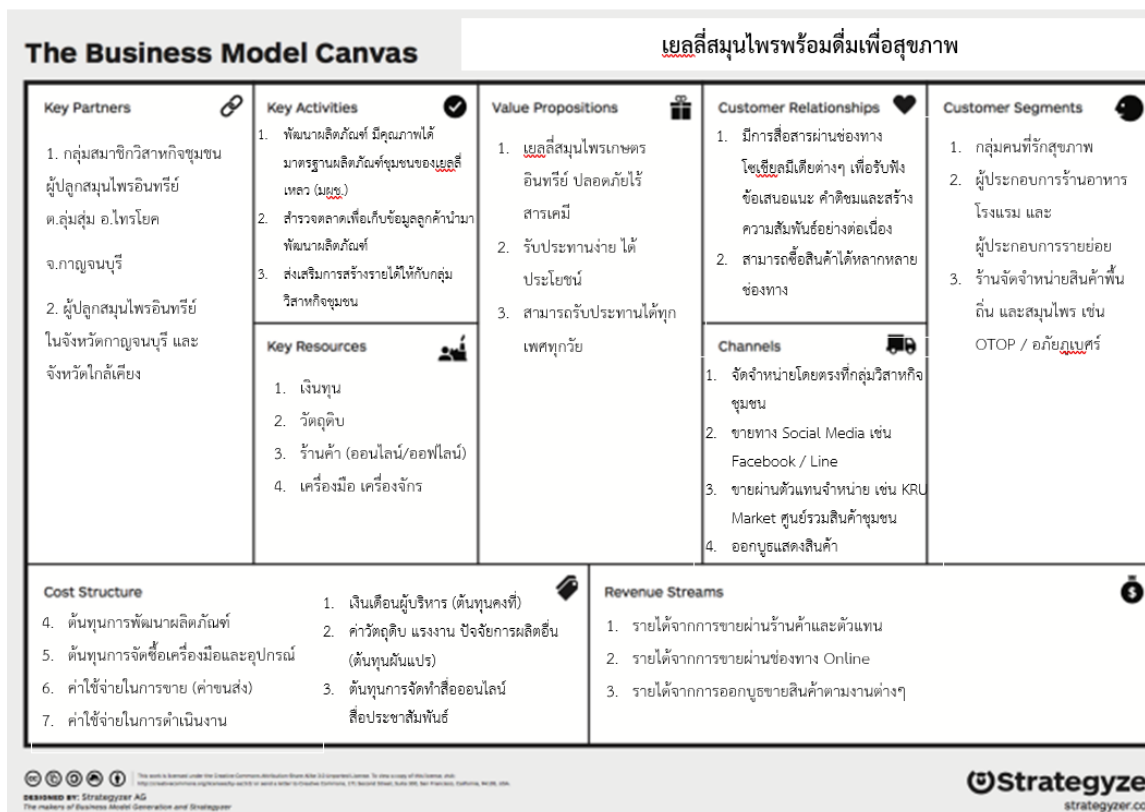 The Business Model Canvas
เยลลี่สมุนไพรพร้อมดื่มเพื่อสุขภาพ
Key Partners
1. กลุ่มสมาชิกวิสาหกิจชุมชน
ผู้ปลูกสมุนไพรอินทรีย์
ต.ลุ่มสุ่ม อ.ไทรโยค
จ.กาญจนบุรี
2. ผู้ปลูกสมุนไพรอินทรีย์
ในจังหวัดกาญจนบุรี และ
จังหวัดใกล้เคียง
Key Activities
1. พัฒนาผลิตภัณฑ์ มีคุณภาพได้
มาตรฐานผลิตภัณฑ์ชุมชนของเยลลี่
เหลว (มผช.)
2. สำรวจตลาดเพื่อเก็บข้อมูลลูกค้านำมา
พัฒนาผลิตภัณฑ์
3. ส่งเสริมการสร้างรายได้ให้กับกลุ่ม
วิสาหกิจชุมชน
Key Resources
1. เงินทุน
2. วัตถุดิบ
3. ร้านค้า (ออนไลน์/ออฟไลน์)
4. เครื่องมือ เครื่องจักร
Value Propositions
1. เยลลี่สมุนไพรเกษตร
อินทรีย์ ปลอดภัยไร้
สารเคมี
2. รับประทานง่าย ได้
ประโยชน์
3. สามารถรับประทานได้ทุก
เพศทุกวัย
Customer Relationships
1. มีการสื่อสารผ่านช่องทาง
โซเชียลมีเดียต่างๆ เพื่อรับฟัง
ข้อเสนอแนะ คำติชมและสร้าง
ความสัมพันธ์อย่างต่อเนื่อง
2. สามารถซื้อสินค้าได้หลากหลาย
ช่องทาง
Channels
1. จัดจำหน่ายโดยตรงที่กลุ่มวิสาหกิจ
ชุมชน
2. ขายทาง Social Media เช่น
Facebook / Line
3. ขายผ่านตัวแทนจำหน่าย เช่น KRU
Market ศูนย์รวมสินค้าชุมชน
4. ออกบูธแสดงสินค้า
Customer Segments
1. กลุ่มคนที่รักสุขภาพ
2. ผู้ประกอบการร้านอาหาร
โรงแรม และ
ผู้ประกอบการรายย่อย
3. ร้านจัดจำหน่ายสินค้าพื้น
ถิ่น และสมุนไพร เช่น
OTOP / อภัยภูเบศร์
Cost Structure
4. ต้นทุนการพัฒนาผลิตภัณฑ์
5. ต้นทุนการจัดซื้อเครื่องมือและอุปกรณ์
6. ค่าใช้จ่ายในการขาย (ค่าขนส่ง)
7. ค่าใช้จ่ายในการดำเนินงาน
1. เงินเดือนผู้บริหาร (ต้นทุนคงที่)
2. ค่าวัตถุดิบ แรงงาน ปัจจัยการผลิตอื่น
(ต้นทุนผันแปร)
3. ต้นทุนการจัดทำสื่อออนไลน์
สื่อประชาสัมพันธ์
Revenue Streams
1. รายได้จากการขายผ่านร้านค้าและตัวแทน
2. รายได้จากการขายผ่านช่องทาง Online
3. รายได้จากการออกบูธขายสินค้าตามงานต่างๆ
DESIGNED BY: Strategyzer AG
The makers of Business Model Generation and Strategyzer
Strategyzer
strategyzer.co